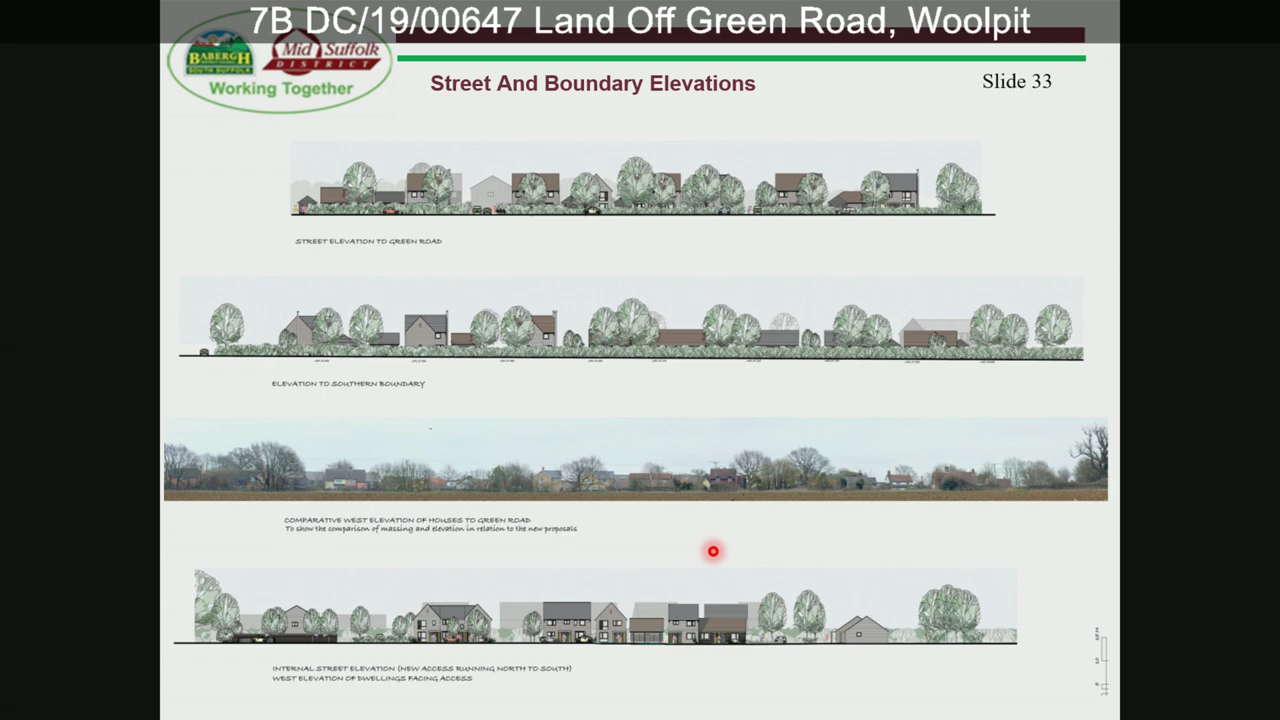 7B DC/19/00647 Land Off Green Road, Woolpit
BABERGH
SOUTH SUFFOLK
Mid Suffolk
DISTRICT
Working Together
Street And Boundary Elevations
Slide 33
STREET ELEVATION TO GREEN ROAD
ELEVATION TO SOUTHERN BOUNDARY
COMPARATIVE WEST ELEVATION OF HOUSES TO GREEN ROAD
To show the comparison of massing and elevation in relation to the new proposals
INTERNAL STREET ELEVATION (NEW ACCESS RUNNING NORTH TO SOUTH)
WEST ELEVATION OF DWELLINGS FACING ACCESS